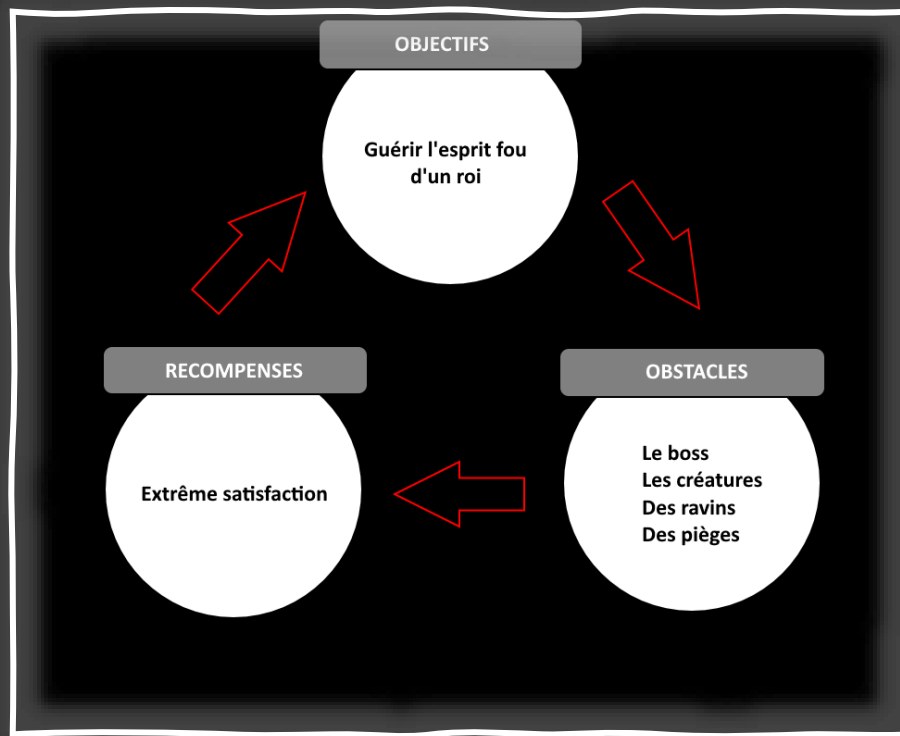 OBJECTIFS
Guérir l'esprit fou
d'un roi
RECOMPENSES
Extrême satisfaction
OBSTACLES
Le boss
Les créatures
Des ravins
Des pièges